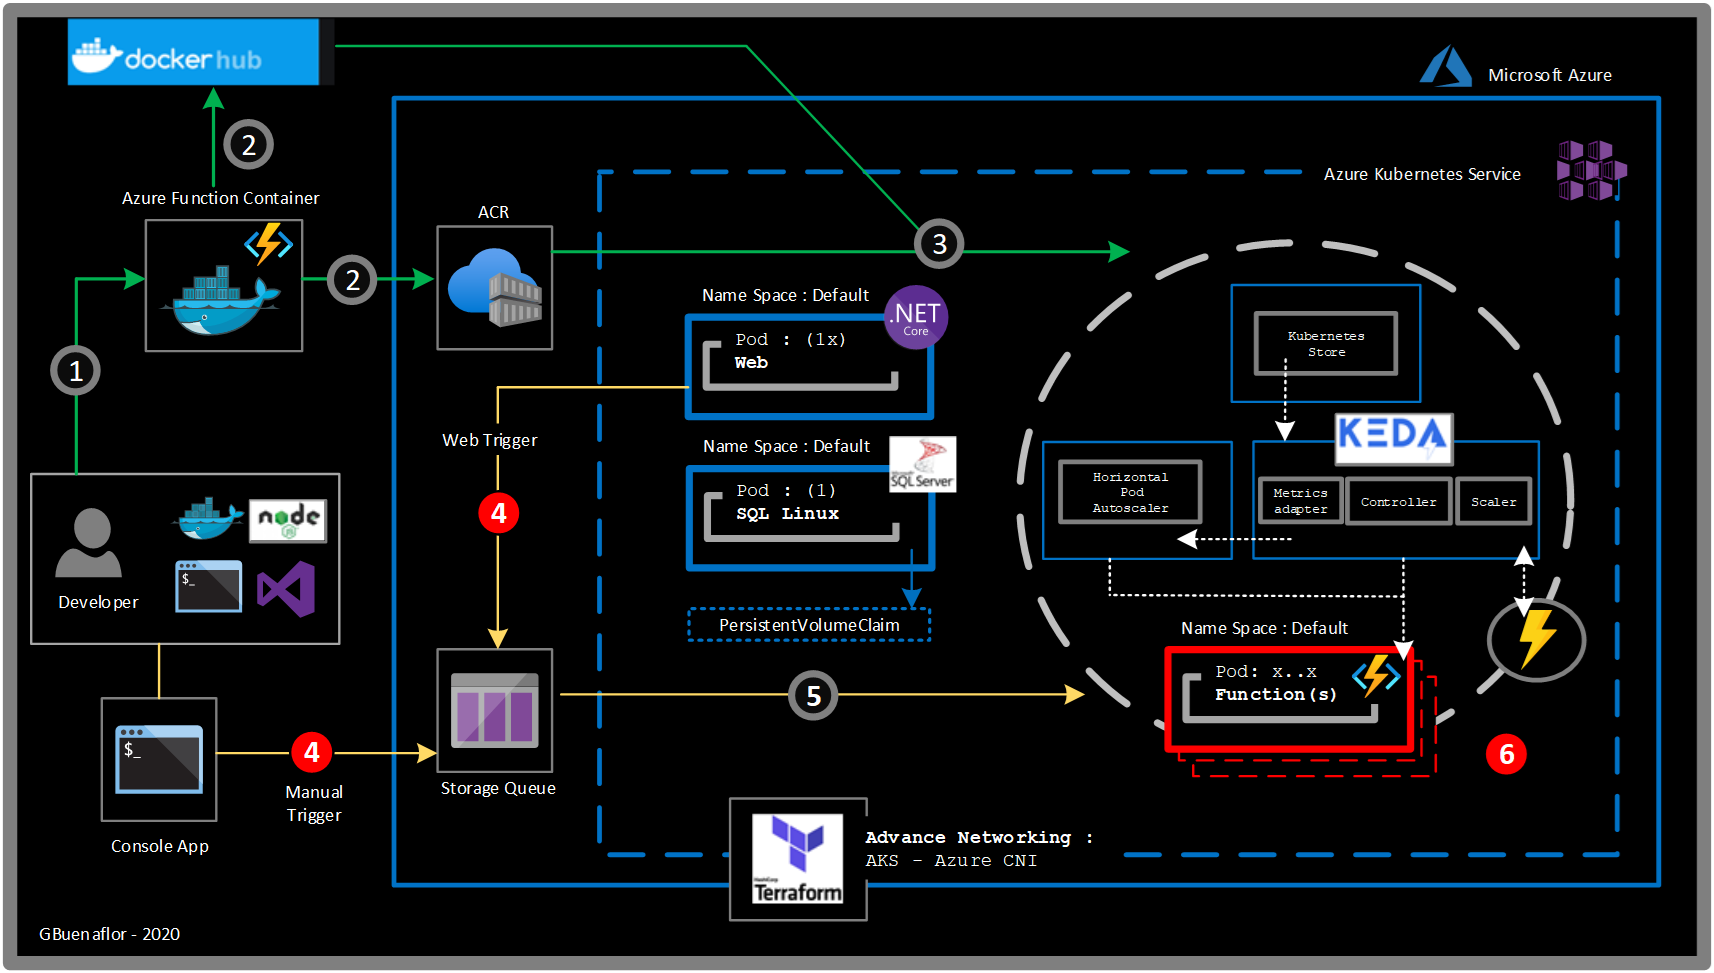 docker hub
Microsoft Azure
2
Azure Function Container
ACR
Azure Kubernetes Service
2
3
1
Name Space : Default
.NET
Core
Pod : (1x)
Web
Kubernetes
Store
Web Trigger
Name Space : Default
Microsoft
SQL Server
Pod : (1)
SQL Linux
KEDA
Horizontal
Pod
Autoscaler
Metrics
adapter
Controller
Scaler
4
node
JS
$_
Developer
PersistentVolumeClaim
Name Space : Default
Pod: x..x
Function(s)
5
6
$_
4
Manual
Trigger
Storage Queue
Console App
HashiCorp
Terraform
Advance Networking :
AKS - Azure CNI
GBuenaflor - 2020